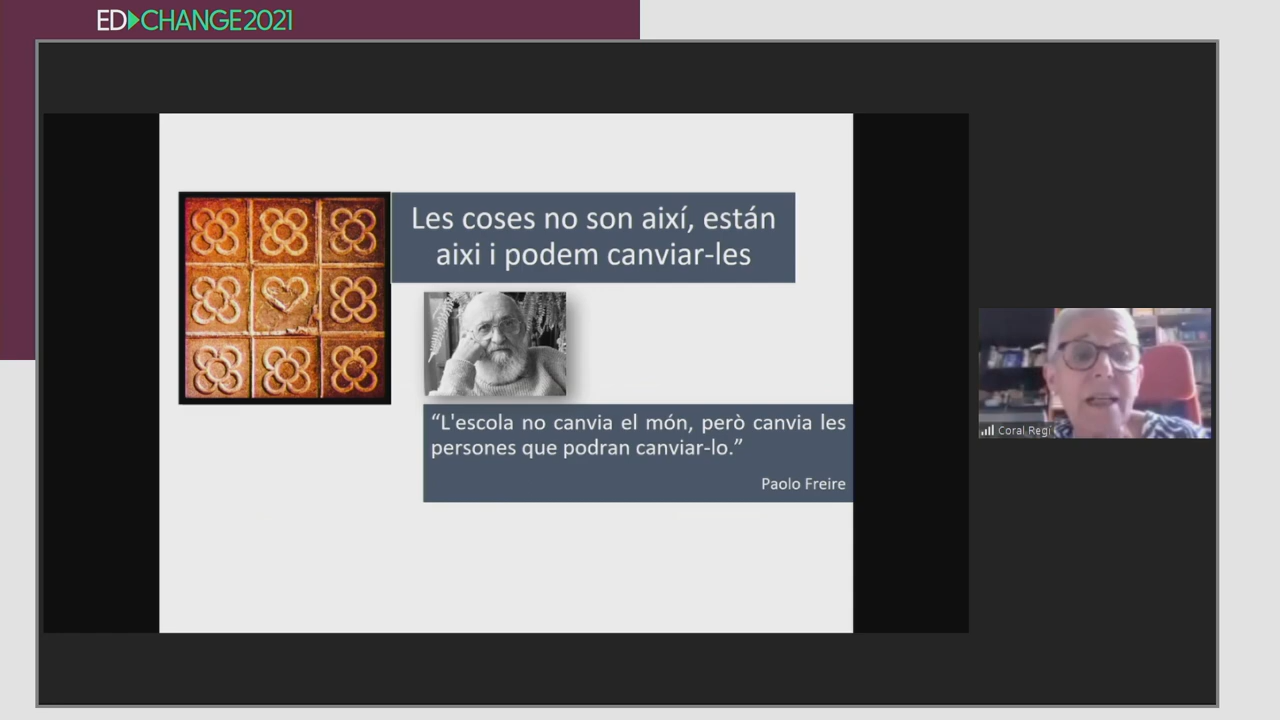 ED CHANGE2021
Les coses no son així, están
aixi i podem canviar-les
“L'escola no canvia el món, però canvia les
persones que podran canviar-lo.”
Paolo Freire
Coral Regí